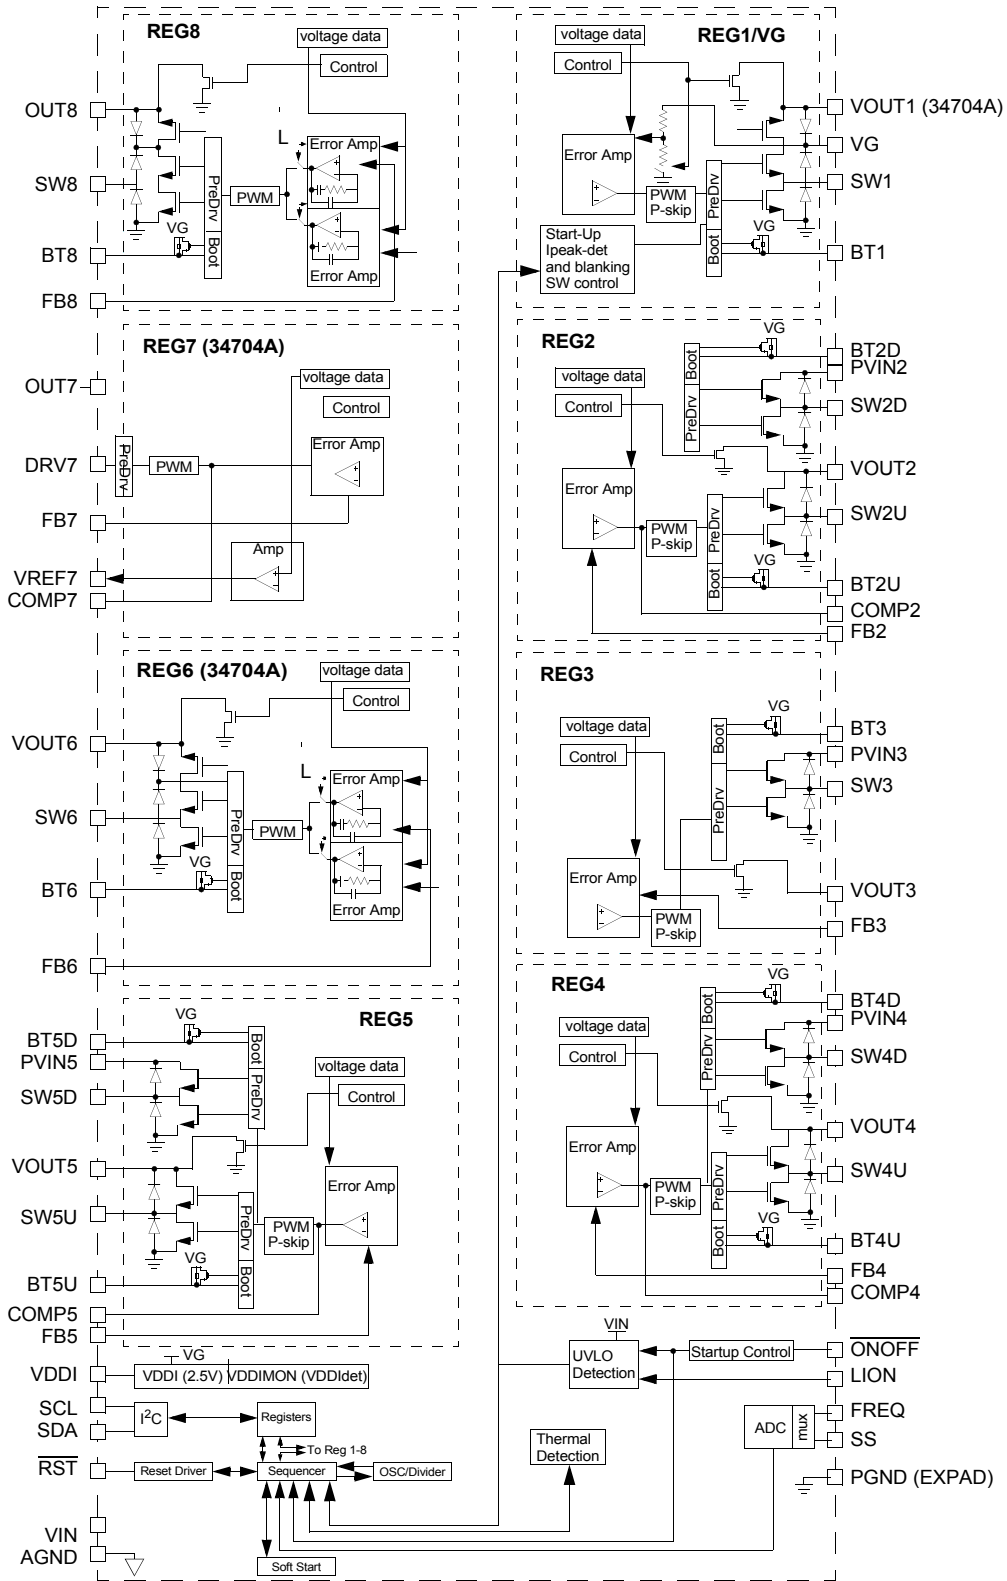 REG8
voltage data
Control
OUT8
L
Error Amp
SW8
PreDrv
PWM
VG
Boot
BT8
Error Amp
FB8
REG7 (34704A)
voltage data
OUT7
Control
Error Amp
DRV7
PreDrv
PWM
FB7
Amp
VREF7
COMP7
REG6 (34704A)
voltage data
Control
VOUT6
L
Error Amp
SW6
PreDrv
PWM
VG
Boot
BT6
Error Amp
FB6
REG5
VG
BT5D
Boot
PVIN5
voltage data
PreDrv
SW5D
Control
VOUT5
Error Amp
SW5U
PreDrv
PWM
P-skip
VG
Boot
BT5U
COMP5
FB5
VG
VDDI
VDDI (2.5V)
VDDIMON (VDDIdet)
SCL
SDA
I2C
Registers
To Reg 1-8
RST
Reset Driver
Sequencer
OSC/Divider
VIN
AGND
Soft Start
voltage data
REG1/VG
Control
VOUT1 (34704A)
VG
Error Amp
SW1
PWM
P-skip
PreDrv
Start-Up
Ipeak-det
and blanking
SW control
VG
Boot
BT1
REG2
VG
Boot
BT2D
PVIN2
voltage data
Control
PreDrv
SW2D
VOUT2
Error Amp
SW2U
PWM
P-skip
PreDrv
VG
Boot
BT2U
COMP2
FB2
REG3
VG
voltage data
Boot
BT3
Control
PVIN3
SW3
PreDrv
Error Amp
VOUT3
PWM
P-skip
FB3
REG4
VG
Boot
BT4D
PVIN4
voltage data
Control
PreDrv
SW4D
VOUT4
Error Amp
SW4U
PWM
P-skip
PreDrv
VG
Boot
BT4U
FB4
COMP4
VIN
UVLO
Detection
Startup Control
ONOFF
LION
FREQ
ADC
mux
SS
Thermal
Detection
PGND (EXPAD)